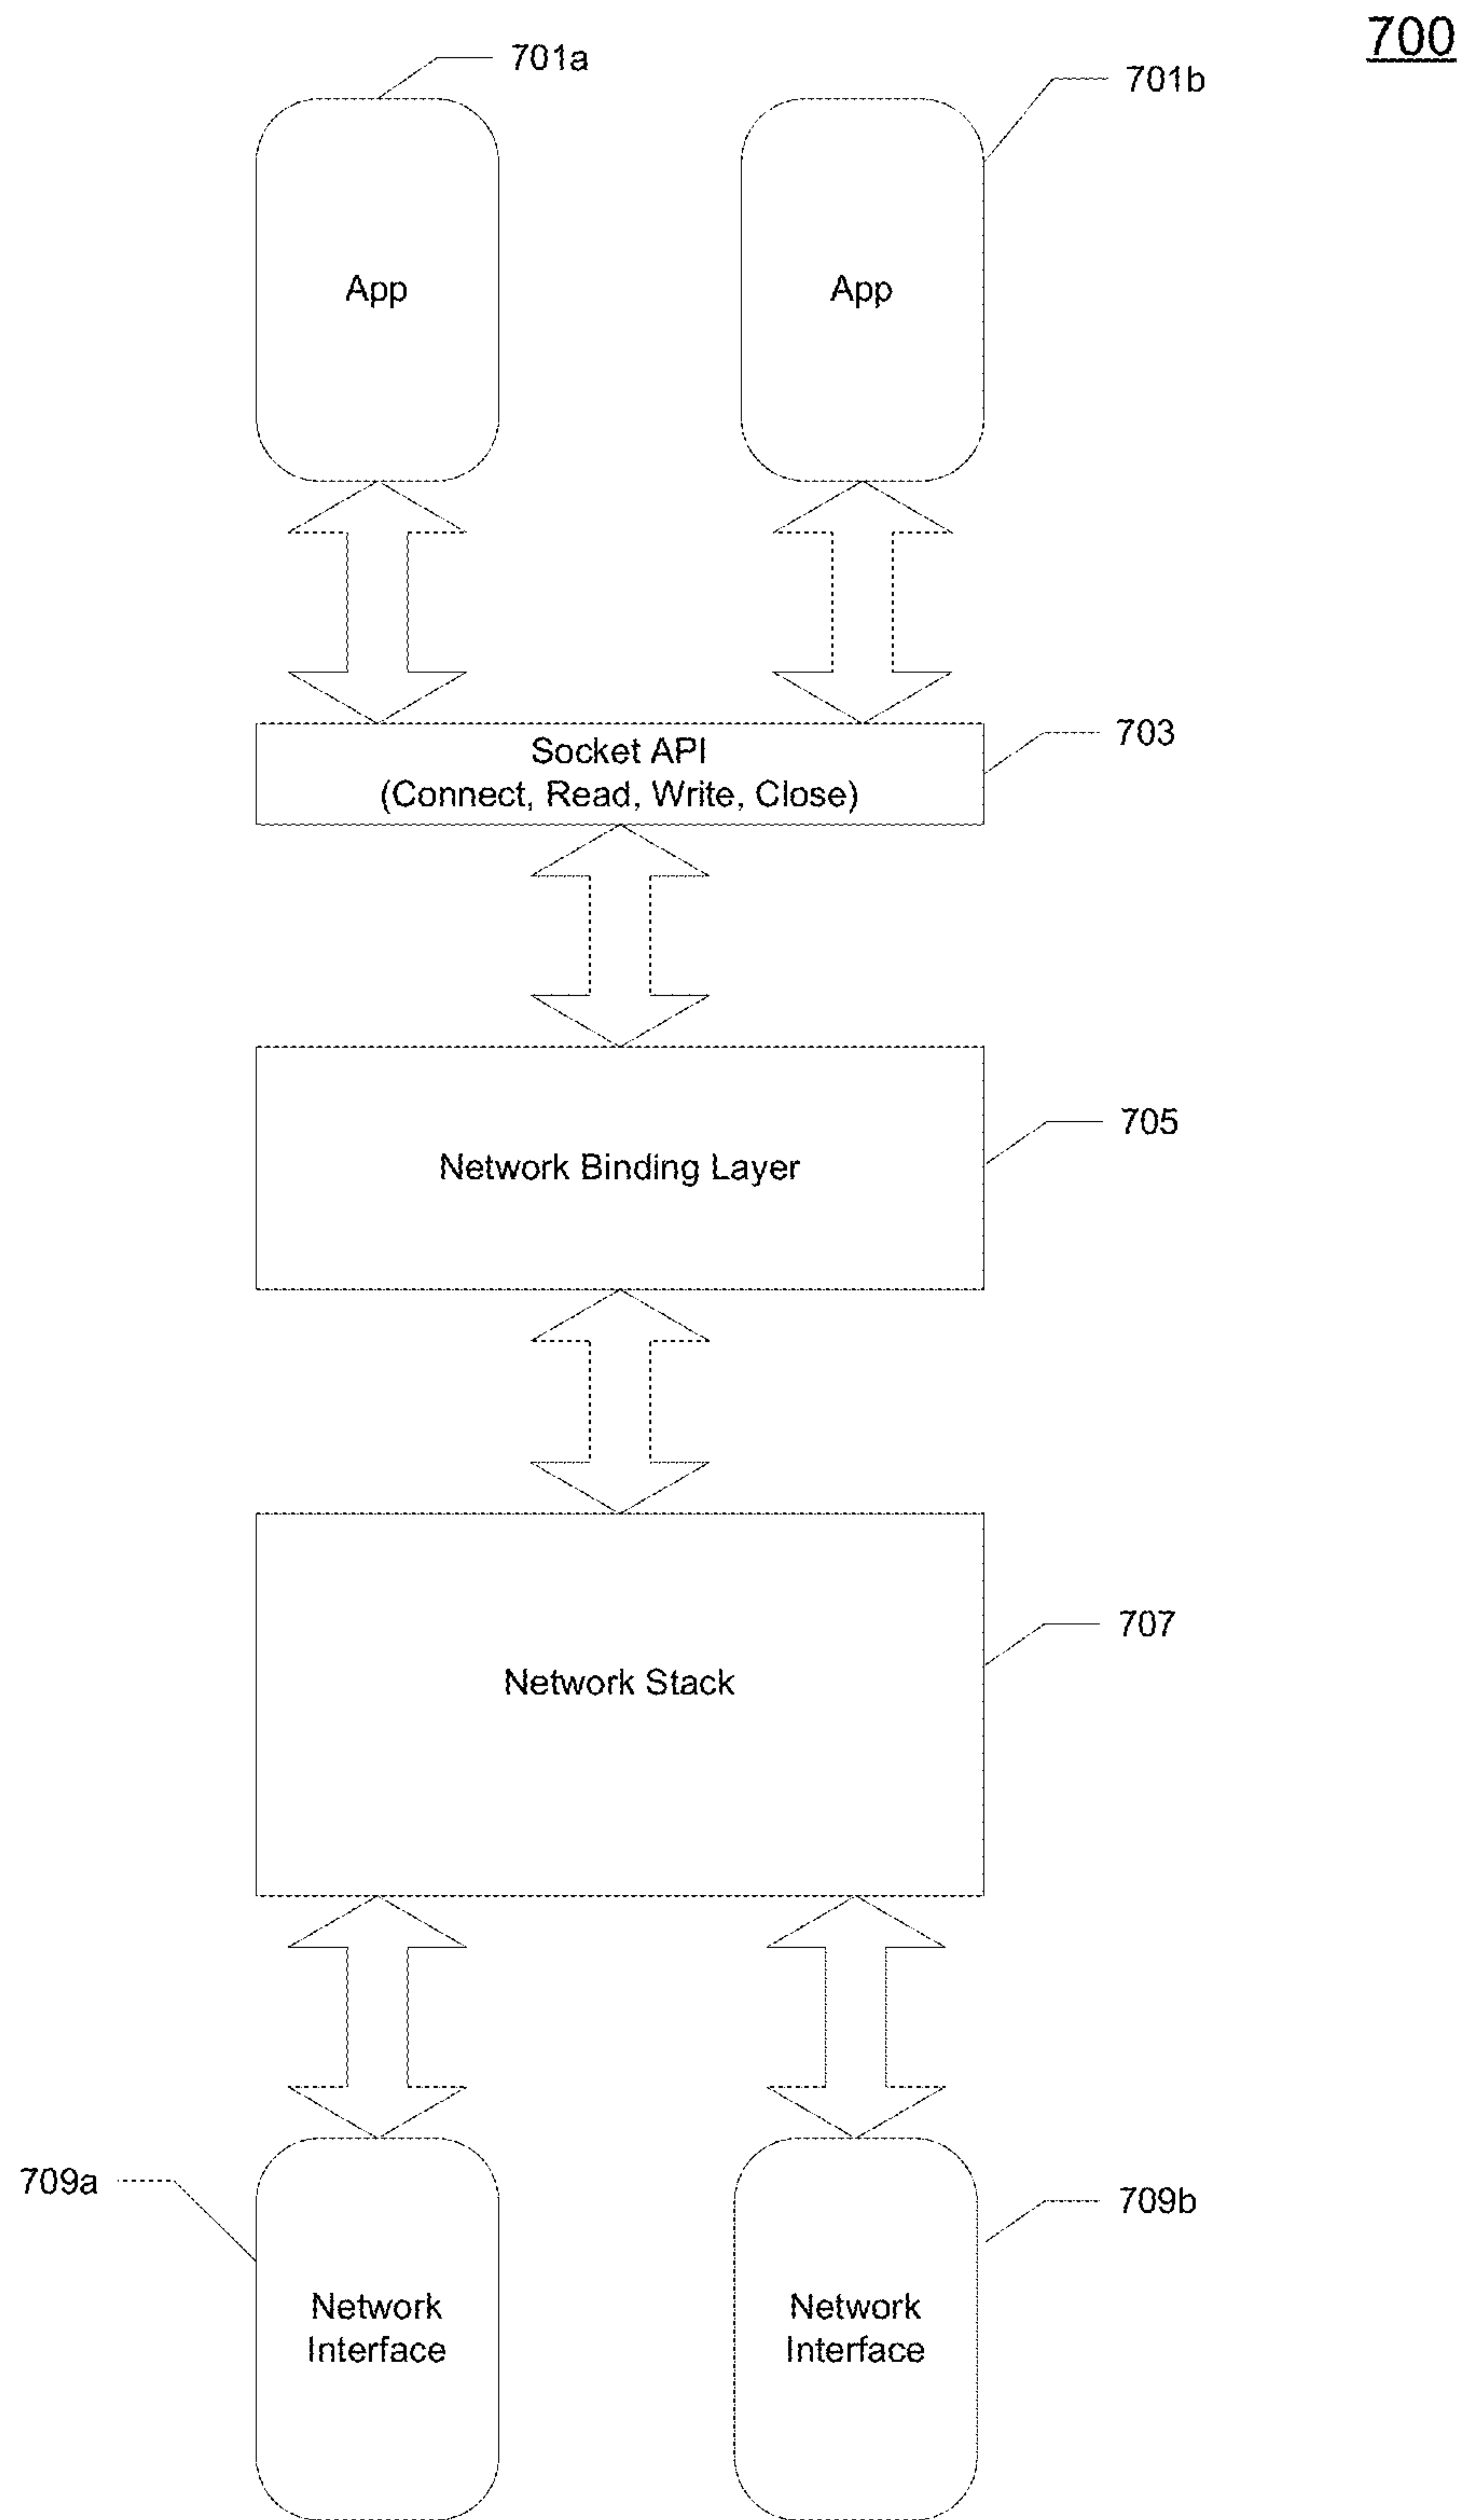 700
701a
701b
App
App
Socket API
(Connect, Read, Write, Close)
703
Network Binding Layer
705
Network Stack
707
709a
709b
Network
Interface
Network
Interface